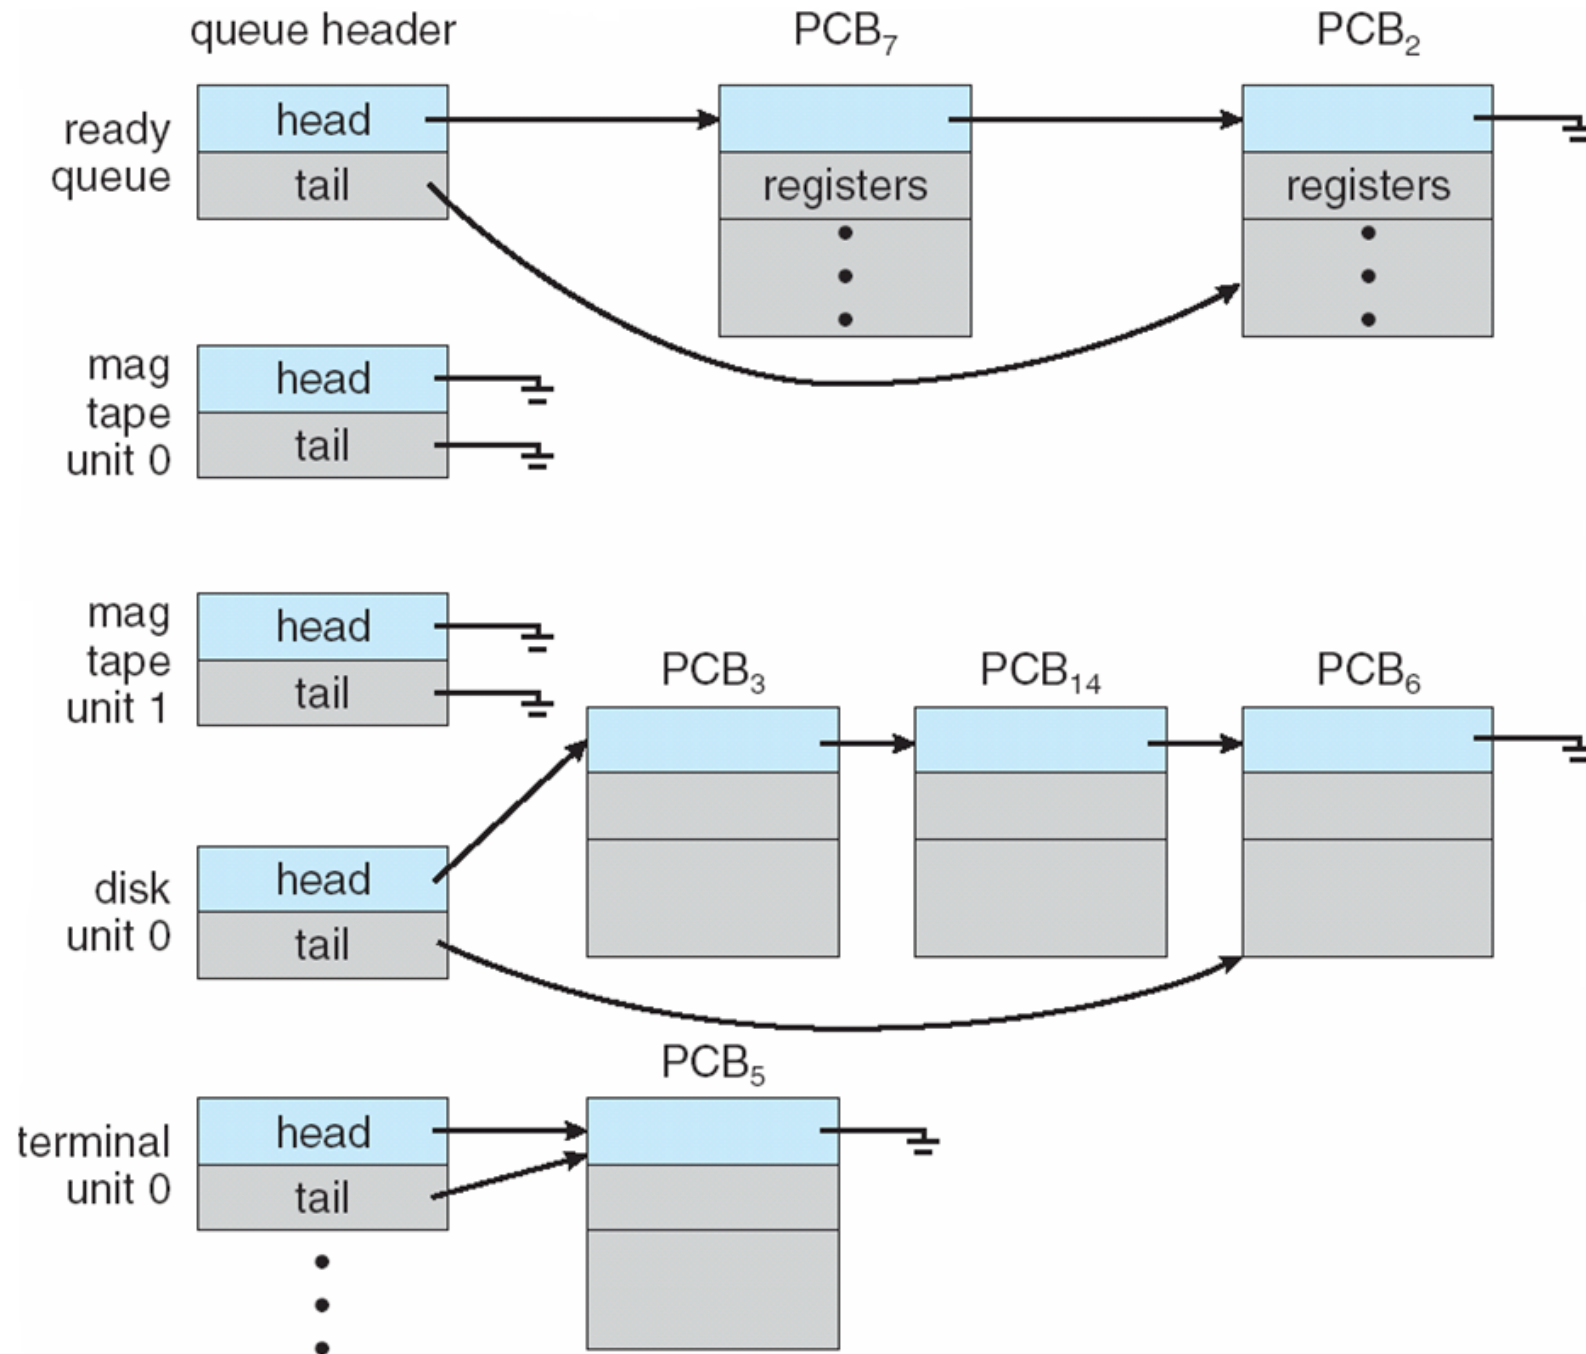 queue header
PCB7
PCB2
ready
queue
head
tail
registers
registers
mag
tape
unit 0
head
tail
mag
tape
unit 1
head
tail
PCB3
PCB14
PCB6
disk
unit 0
head
tail
PCB5
terminal
unit 0
head
tail